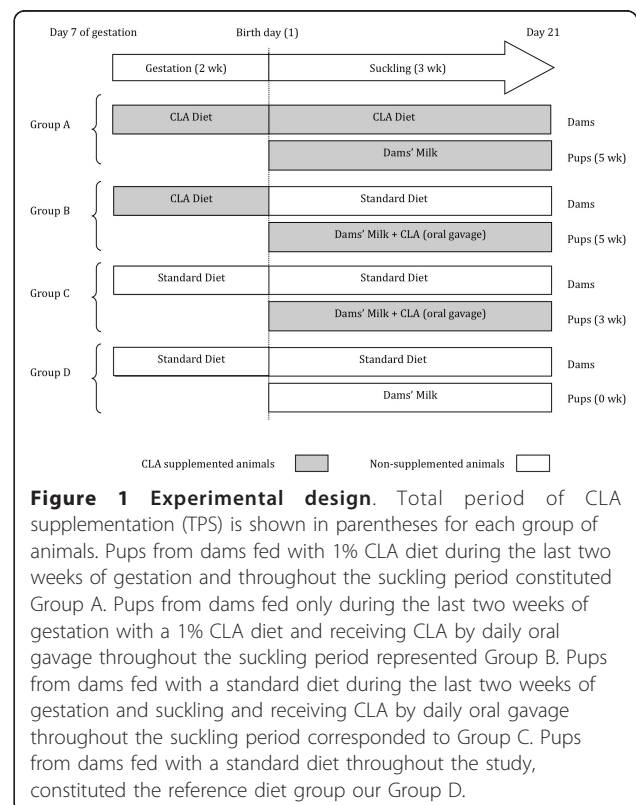 Day 7 of gestation Birth day (1) Day 21
Gestation (2 wk) Suckling (3 wk)
Group A
CLA Diet CLA Diet Dams
Dams' Milk Pups (5 wk)
Group B
CLA Diet Standard Diet Dams
Dams' Milk + CLA (oral gavage) Pups (5 wk)
Group C
Standard Diet Standard Diet Dams
Dams' Milk + CLA (oral gavage) Pups (3 wk)
Group D
Standard Diet Standard Diet Dams
Dams' Milk Pups (0 wk)
CLA supplemented animals Non-supplemented animals
Figure 1 Experimental design. Total period of CLA
supplementation (TPS) is shown in parentheses for each group of
animals. Pups from dams fed with 1% CLA diet during the last two
weeks of gestation and throughout the suckling period constituted
Group A. Pups from dams fed only during the last two weeks of
gestation with a 1% CLA diet and receiving CLA by daily oral
gavage throughout the suckling period represented Group B. Pups
from dams fed with a standard diet during the last two weeks of
gestation and suckling and receiving CLA by daily oral gavage
throughout the suckling period corresponded to Group C. Pups
from dams fed with a standard diet throughout the study,
constituted the reference diet group our Group D.